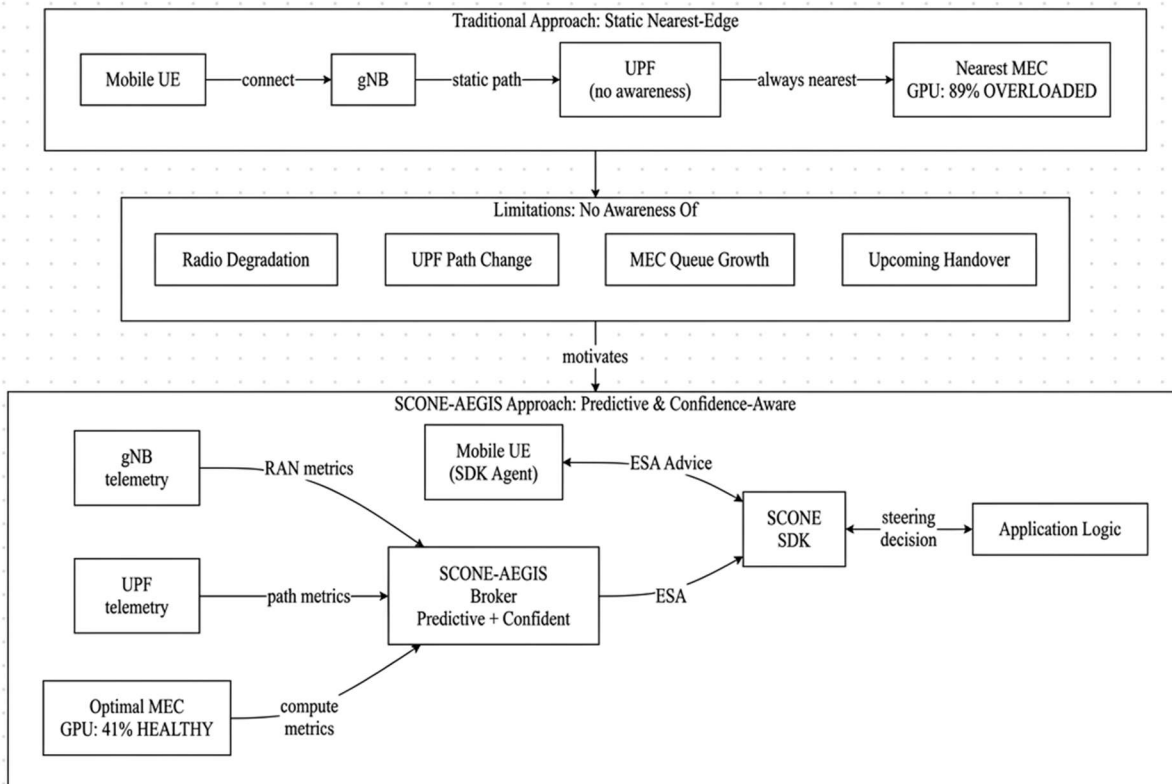 Traditional Approach: Static Nearest-Edge
Mobile UE
connect
gNB
static path
UPF
(no awareness)
always nearest
Nearest MEC
GPU: 89% OVERLOADED
Limitations: No Awareness Of
Radio Degradation
UPF Path Change
MEC Queue Growth
Upcoming Handover
motivates
SCONE-AEGIS Approach: Predictive & Confidence-Aware
gNB
telemetry
RAN metrics
Mobile UE
(SDK Agent)
ESA Advice
SCONE
SDK
steering
decision
Application Logic
UPF
telemetry
path metrics
SCONE-AEGIS
Broker
Predictive + Confident
ESA
Optimal MEC
GPU: 41% HEALTHY
compute
metrics